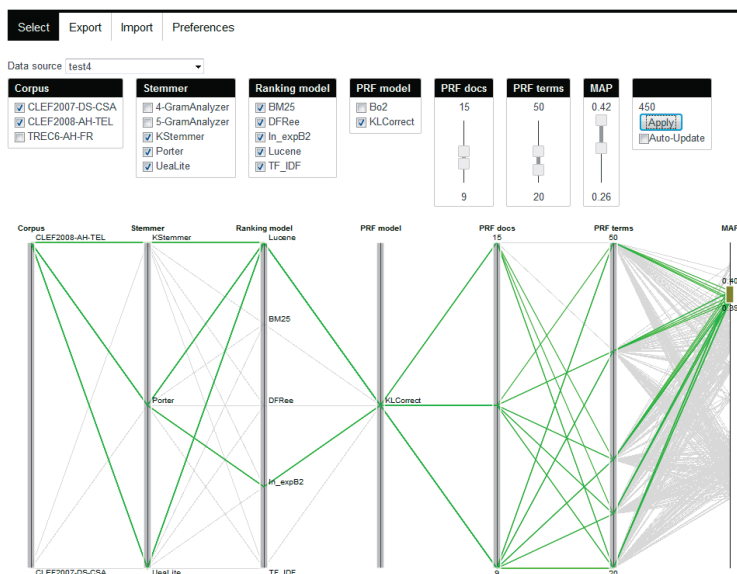 Select Export Import Preferences
Data source test4
Corpus Stemmer Ranking model PRF model PRF docs PRF terms MAP
CLEF2007-DS-CSA 4-GramAnalyzer BM25 Bo2 15 50 0.42 450
CLEF2008-AH-TEL 5-GramAnalyzer DFRee KLCorrect Apply
TREC6-AH-FR KStemmer In_expB2 Auto-Update
Porter Lucene
UeaLite TF_IDF
9 20 0.26
Corpus Stemmer Ranking model PRF model PRF docs PRF terms MAP
CLEF2008-AH-TEL KStemmer Lucene 15 50
0.40
0.39
BM25
Porter DFRee KLCorrect
In_expB2
CLEF2007-DS-CSA UeaLite TF_IDF 9 20